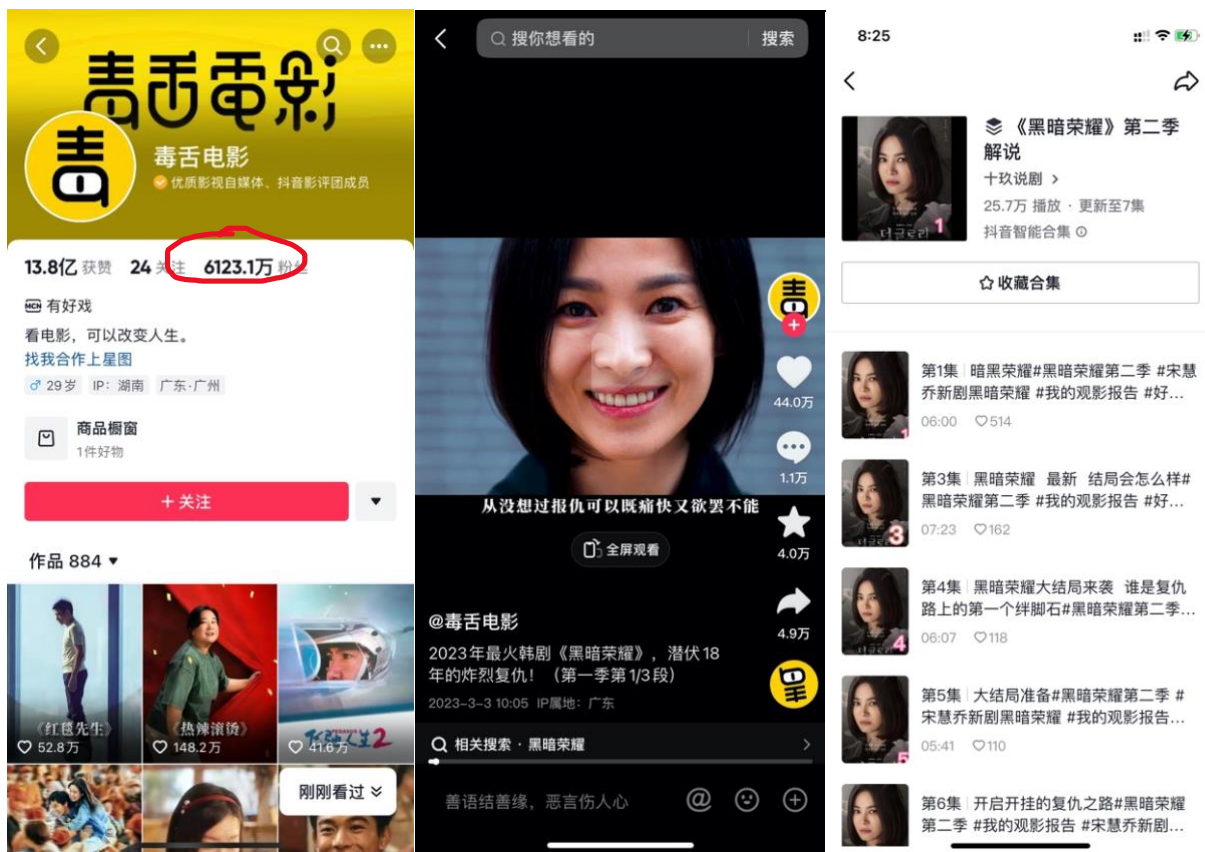 毒舌電影
毒
毒舌电影
优质影视自媒体、抖音影评团成员
13.8亿 获赞 24 关注 6123.1万 粉丝
MCN 有好戏
看电影，可以改变人生。
找我合作上星图
♂ 29岁 IP：湖南 广东·广州
商品橱窗
1件好物
+ 关注
作品 884
《红毯先生》
52.8万
《热辣滚烫》
148.2万
41.6万
刚刚看过
搜你想看的
搜索
毒
44.0万
1.1万
从没想过报仇可以既痛快又欲罢不能
全屏观看
4.0万
4.9万
@毒舌电影
2023年最火韩剧《黑暗荣耀》，潜伏18
年的炸烈复仇！（第一季第1/3段）
2023-3-3 10:05 IP属地：广东
相关搜索 · 黑暗荣耀
善语结善缘，恶言伤人心
8:25
더글로리
1
《黑暗荣耀》第二季
解说
十玖说剧
25.7万 播放 · 更新至7集
抖音智能合集
收藏合集
第1集 暗黑荣耀#黑暗荣耀第二季 #宋慧
乔新剧黑暗荣耀 #我的观影报告 #好...
06:00 514
第3集 黑暗荣耀 最新 结局会怎么样#
黑暗荣耀第二季 #我的观影报告 #好...
3
07:23 162
第4集 黑暗荣耀大结局来袭 谁是复仇
路上的第一个绊脚石#黑暗荣耀第二季...
4
06:07 118
第5集 大结局准备#黑暗荣耀第二季 #
宋慧乔新剧黑暗荣耀 #我的观影报告...
5
05:41 110
第6集 开启开挂的复仇之路#黑暗荣耀
第二季 #我的观影报告 #宋慧乔新剧...